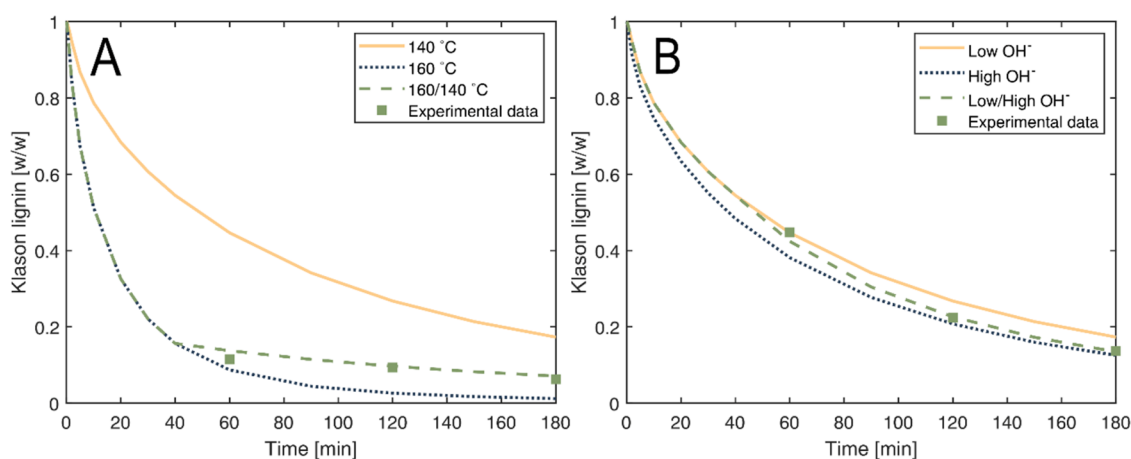 A
140 °C
160 °C
160/140 °C
Experimental data
1
0.8
0.6
0.4
0.2
0
Klason lignin [w/w]
0 20 40 60 80 100 120 140 160 180
Time [min]
B
Low OH-
High OH-
Low/High OH-
Experimental data
1
0.8
0.6
0.4
0.2
0
Klason lignin [w/w]
0 20 40 60 80 100 120 140 160 180
Time [min]